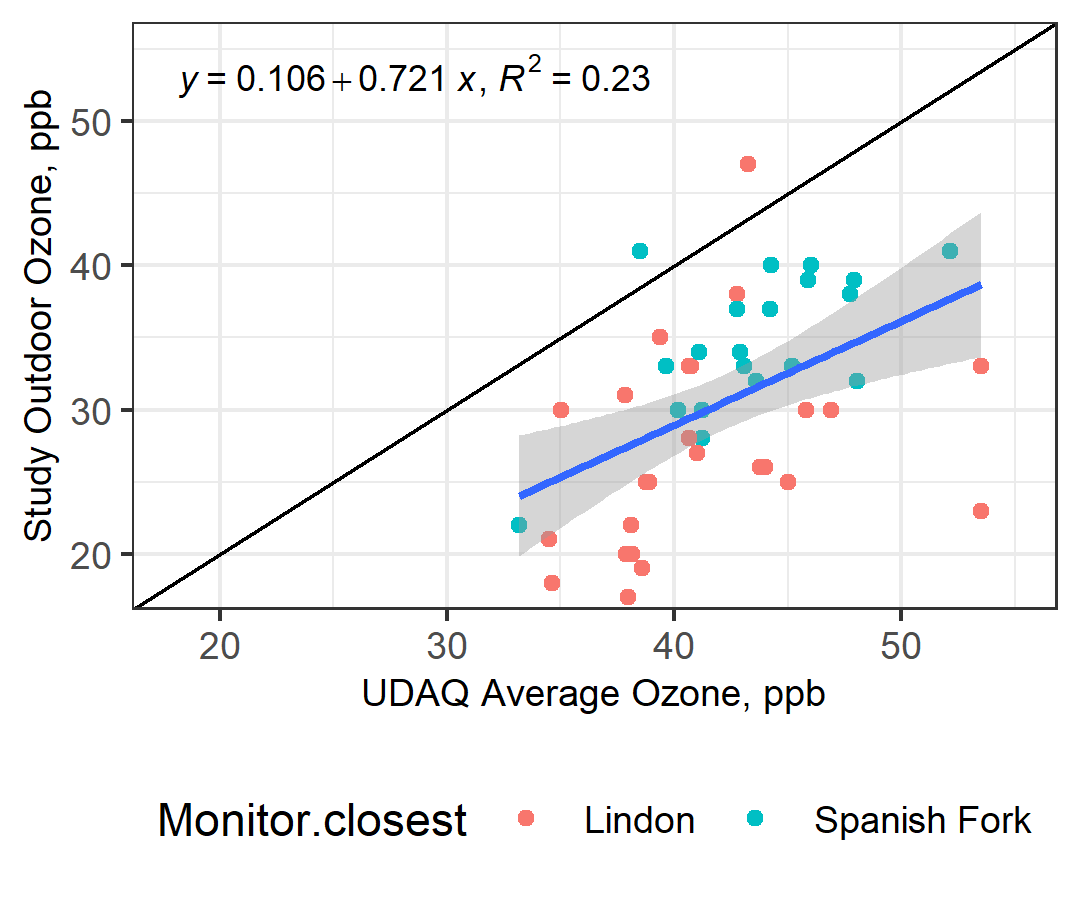 y = 0.106 + 0.721 x, R² = 0.23
Study Outdoor Ozone, ppb
50
40
30
20
20 30 40 50
UDAQ Average Ozone, ppb
Monitor.closest Lindon Spanish Fork